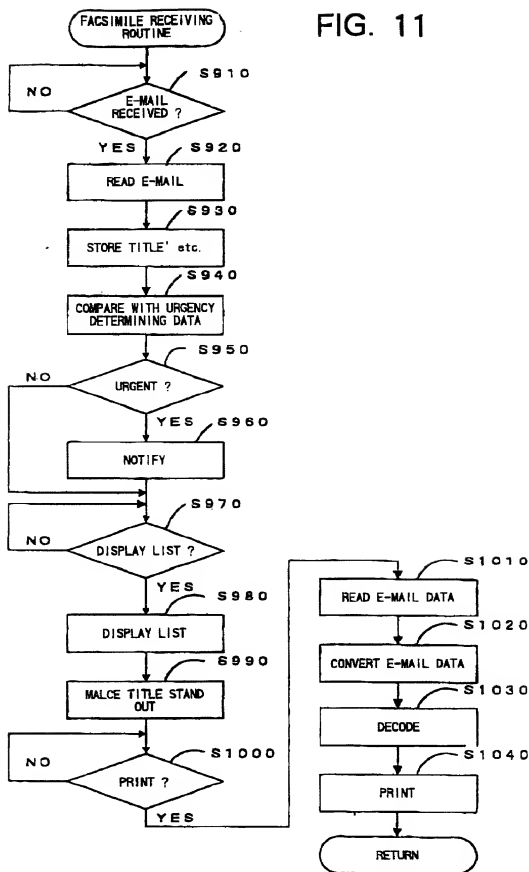 FACSIMILE RECEIVING
ROUTINE
FIG. 11
S910
NO
E-MAIL
RECEIVED ?
YES
S920
READ E-MAIL
S930
STORE TITLE' etc.
S940
COMPARE WITH URGENCY
DETERMINING DATA
S950
NO
URGENT ?
YES
S960
NOTIFY
S970
NO
DISPLAY LIST ?
YES
S980
DISPLAY LIST
S990
MALCE TITLE STAND
OUT
S1000
NO
PRINT ?
YES
S1010
READ E-MAIL DATA
S1020
CONVERT E-MAIL DATA
S1030
DECODE
S1040
PRINT
RETURN